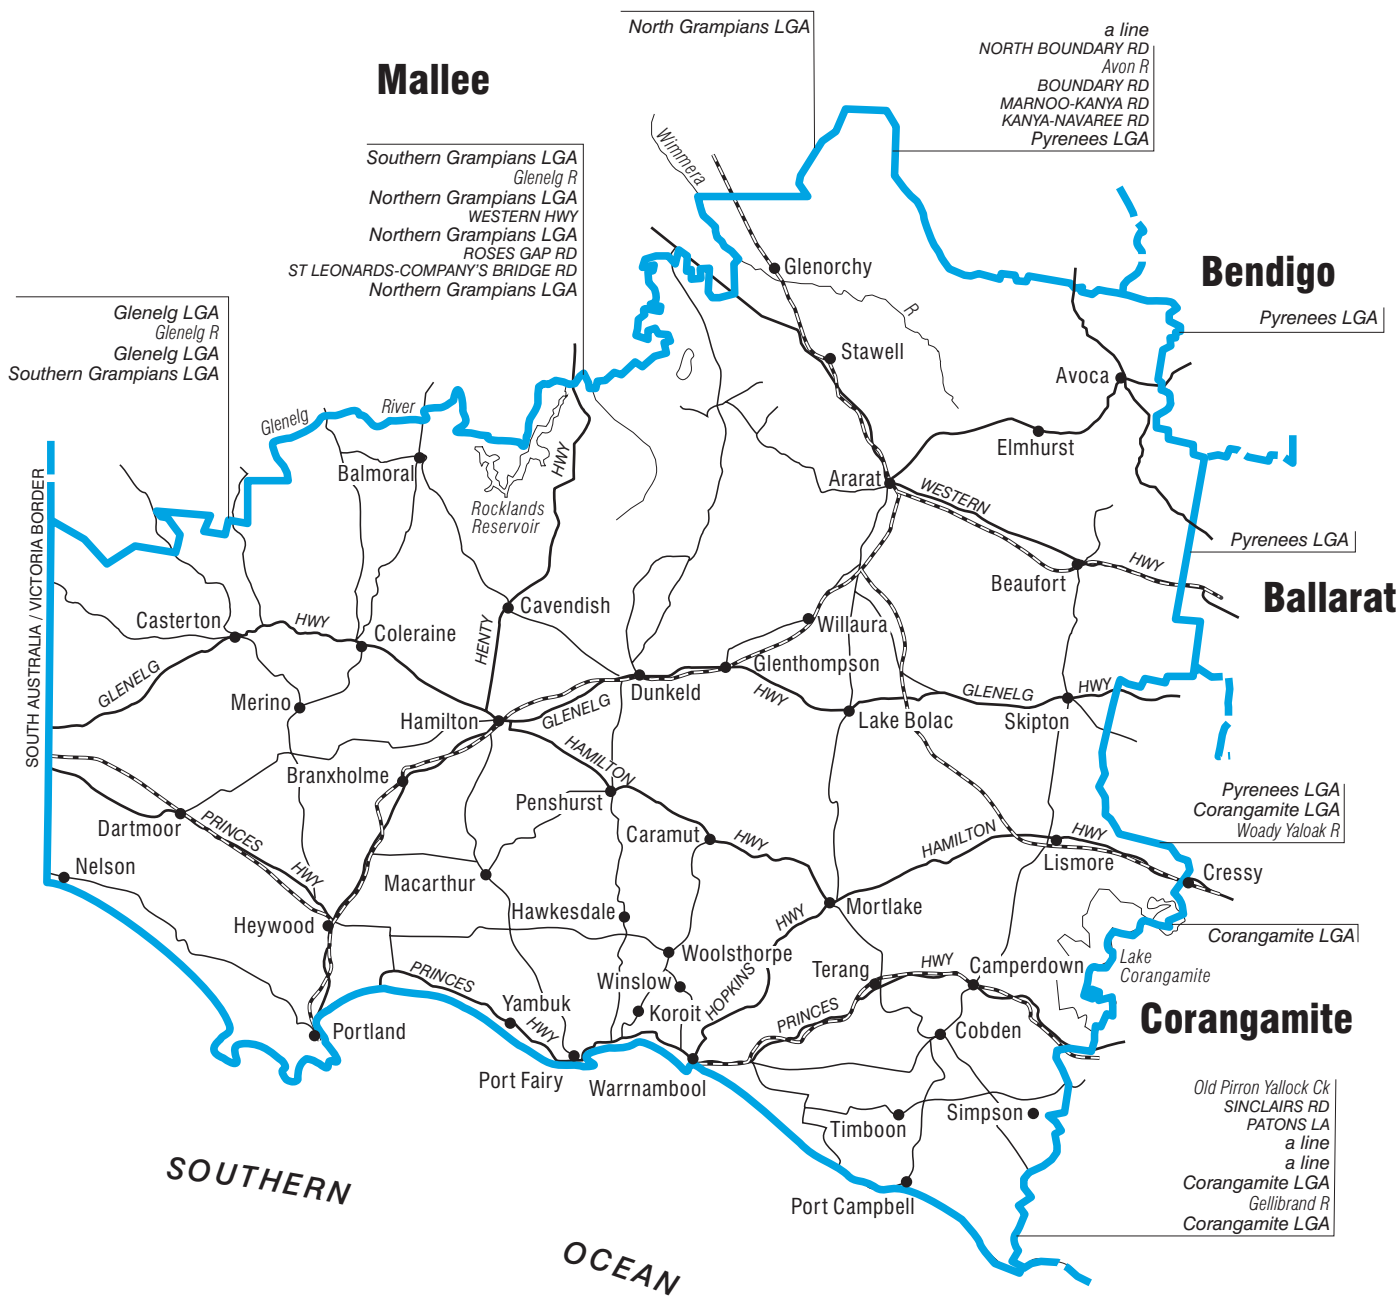 North Grampians LGA
a line
NORTH BOUNDARY RD
Avon R
BOUNDARY RD
MARNOO-KANYA RD
KANYA-NAVAREE RD
Pyrenees LGA
Mallee
Southern Grampians LGA
Glenelg R
Northern Grampians LGA
WESTERN HWY
Northern Grampians LGA
ROSES GAP RD
ST LEONARDS-COMPANY'S BRIDGE RD
Northern Grampians LGA
Wimmera
R
Glenorchy
Bendigo
Pyrenees LGA
Glenelg LGA
Glenelg R
Glenelg LGA
Southern Grampians LGA
Stawell
Avoca
Glenelg
River
Elmhurst
Balmoral
HWY
Ararat
WESTERN
HWY
Rocklands
Reservoir
SOUTH AUSTRALIA / VICTORIA BORDER
Pyrenees LGA
Beaufort
Ballarat
Cavendish
Casterton
HWY
Coleraine
HENTY
Willaura
Glenthompson
GLENELG
Merino
Dunkeld
HWY
GLENELG
HWY
Hamilton
GLENELG
Lake Bolac
Skipton
HAMILTON
Branxholme
Penshurst
Pyrenees LGA
Corangamite LGA
Woady Yaloak R
Dartmoor
PRINCES
HWY
Caramut
HWY
HAMILTON
HWY
Lismore
Cressy
Nelson
Macarthur
Hawkesdale
HWY
Mortlake
Heywood
Woolsthorpe
Corangamite LGA
Lake
Corangamite
PRINCES
HWY
Winslow
HOPKINS
Terang
HWY
Camperdown
Yambuk
Koroit
PRINCES
Corangamite
Portland
Cobden
Port Fairy
Warrnambool
Old Pirron Yallock Ck
SINCLAIRS RD
PATONS LA
a line
a line
Corangamite LGA
Gellibrand R
Corangamite LGA
Timboon
Simpson
Port Campbell
SOUTHERN
OCEAN